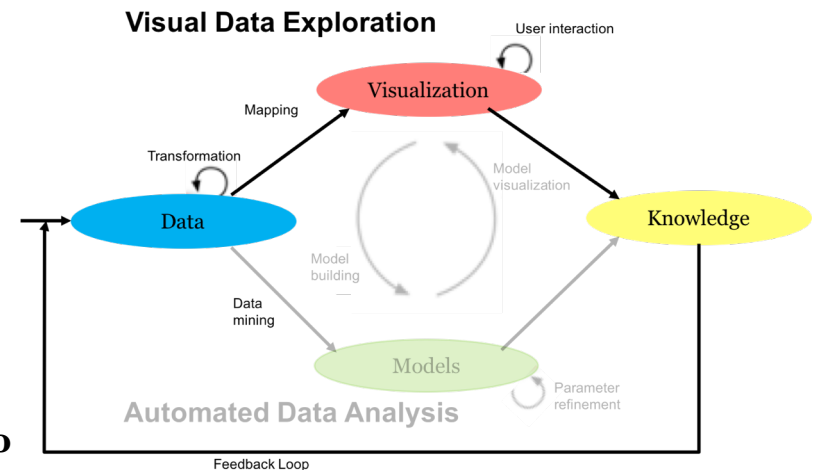 Visual Data Exploration
User interaction
Visualization
Mapping
Transformation
Model
visualization
Data
Knowledge
Model
building
Data
mining
Models
Parameter
refinement
Automated Data Analysis
Feedback Loop